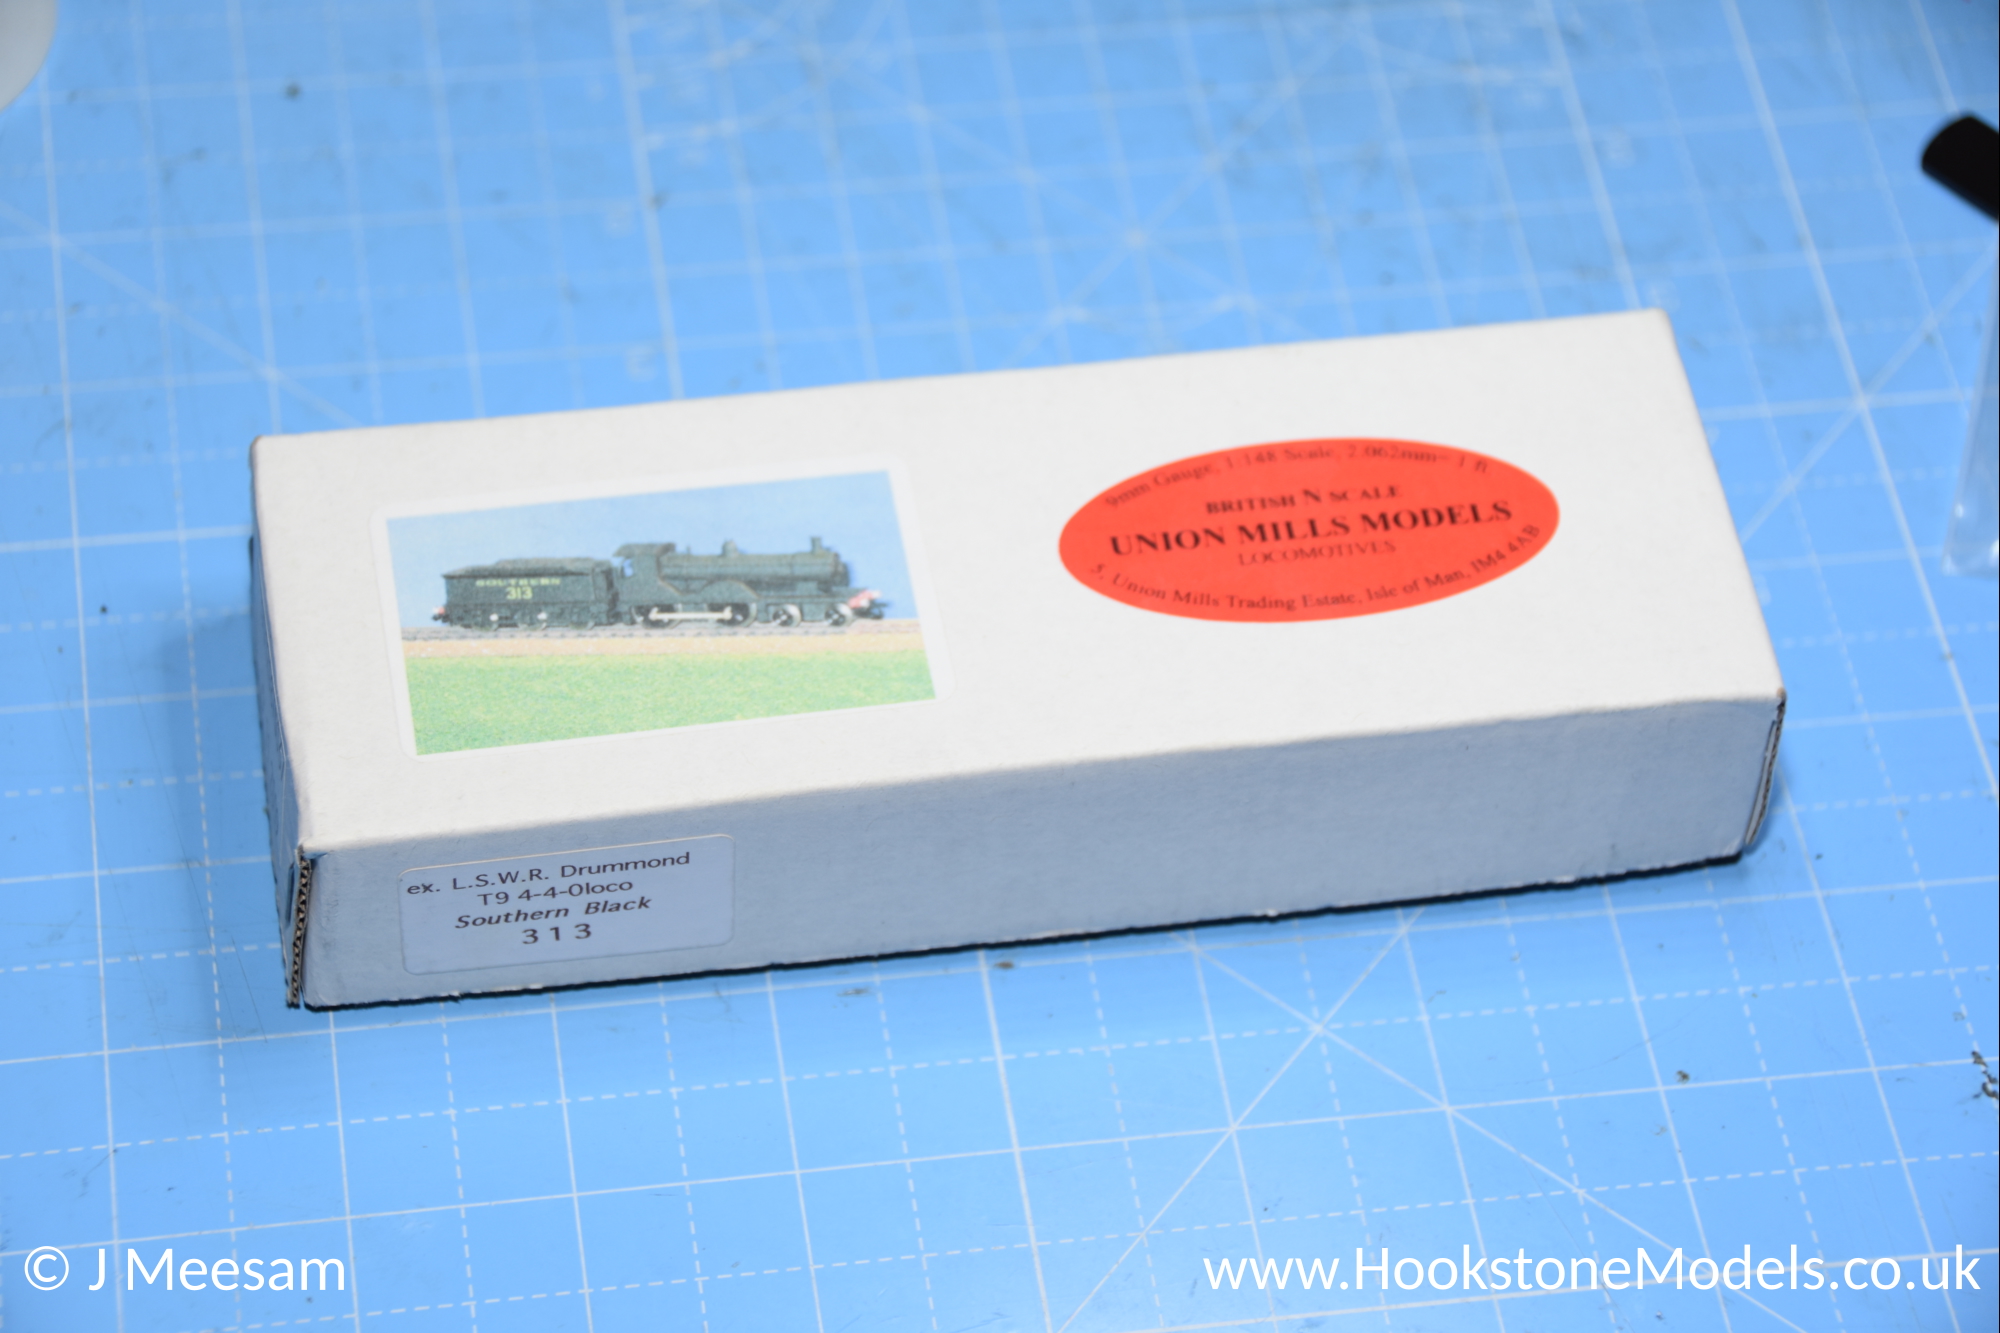 9mm Gauge, 1:148 Scale, 2.062mm= 1 ft
BRITISH N SCALE
UNION MILLS MODELS
LOCOMOTIVES
5, Union Mills Trading Estate, Isle of Man, IM4 4AB
SOUTHERN
313
ex. L.S.W.R. Drummond
T9 4-4-0loco
Southern Black
313
© J Meesam
www.HookstoneModels.co.uk